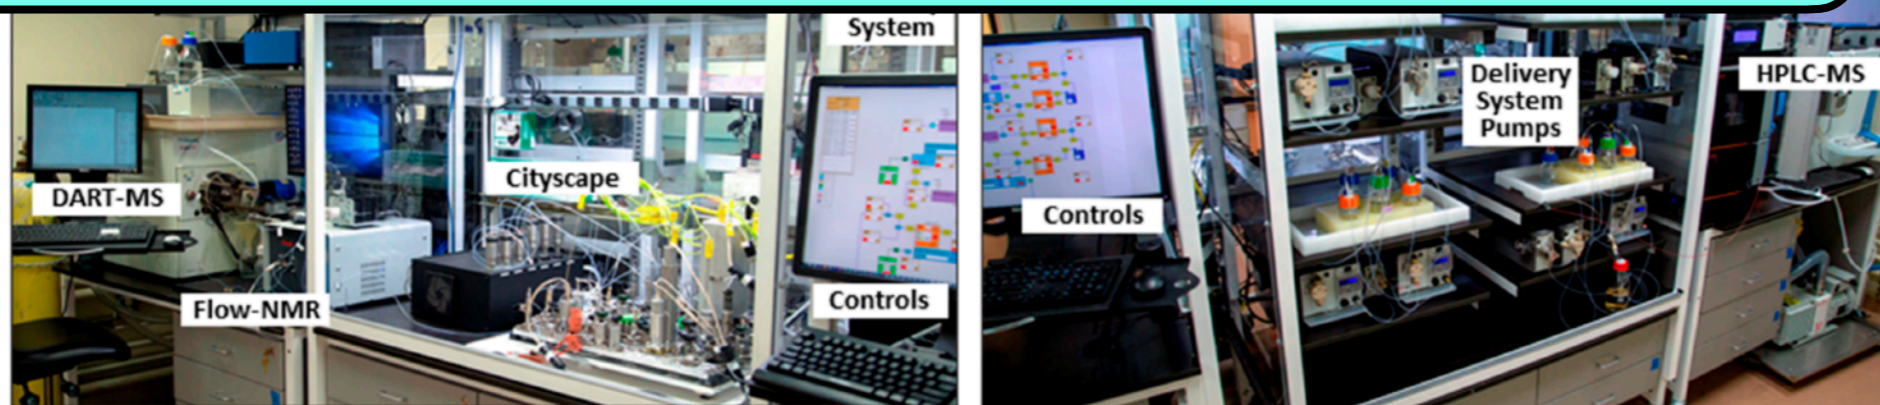 System
DART-MS
Flow-NMR
Cityscape
Controls
Controls
Delivery
System
Pumps
HPLC-MS